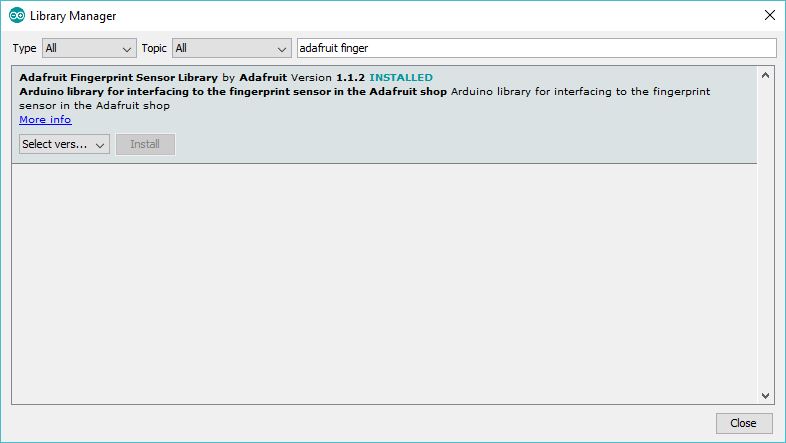 Library Manager
Type All Topic All adafruit finger
Adafruit Fingerprint Sensor Library by Adafruit Version 1.1.2 INSTALLED
Arduino library for interfacing to the fingerprint sensor in the Adafruit shop Arduino library for interfacing to the fingerprint
sensor in the Adafruit shop
More info
Select vers... Install
Close